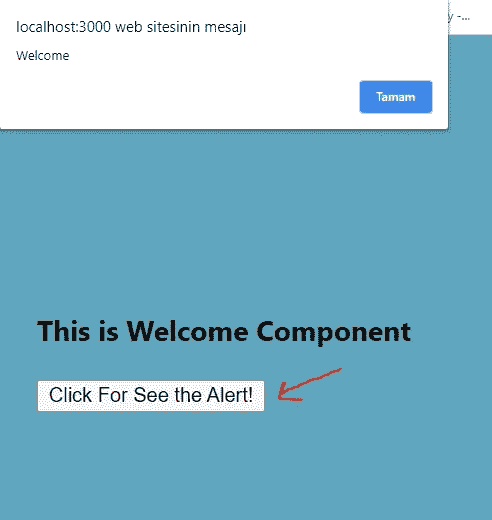 localhost:3000 web sitesinin mesajı
y -...
Welcome
Tamam
This is Welcome Component
Click For See the Alert!